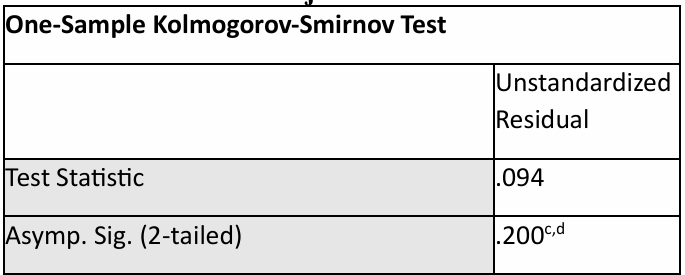 One-Sample Kolmogorov-Smirnov Test
Unstandardized
Residual
Test Statistic .094
Asymp. Sig. (2-tailed) .200c,d